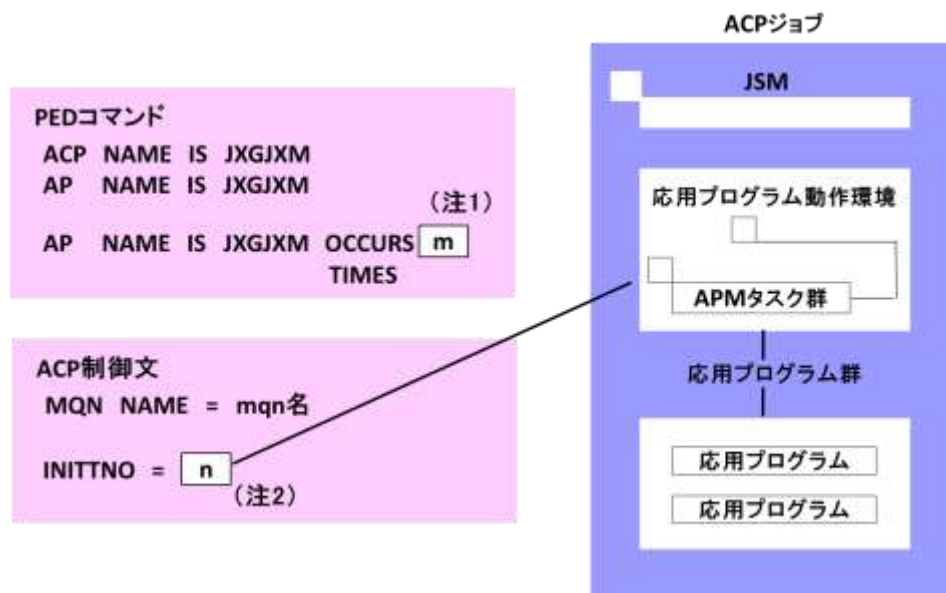 PEDコマンド
ACP NAME IS JXGJXM
AP NAME IS JXGJXM
(注1)
AP NAME IS JXGJXM OCCURS m
TIMES
ACP制御文
MQN NAME = mqn名
INITTNO = n
(注2)
ACPジョブ
JSM
応用プログラム動作環境
APMタスク群
応用プログラム群
応用プログラム
応用プログラム